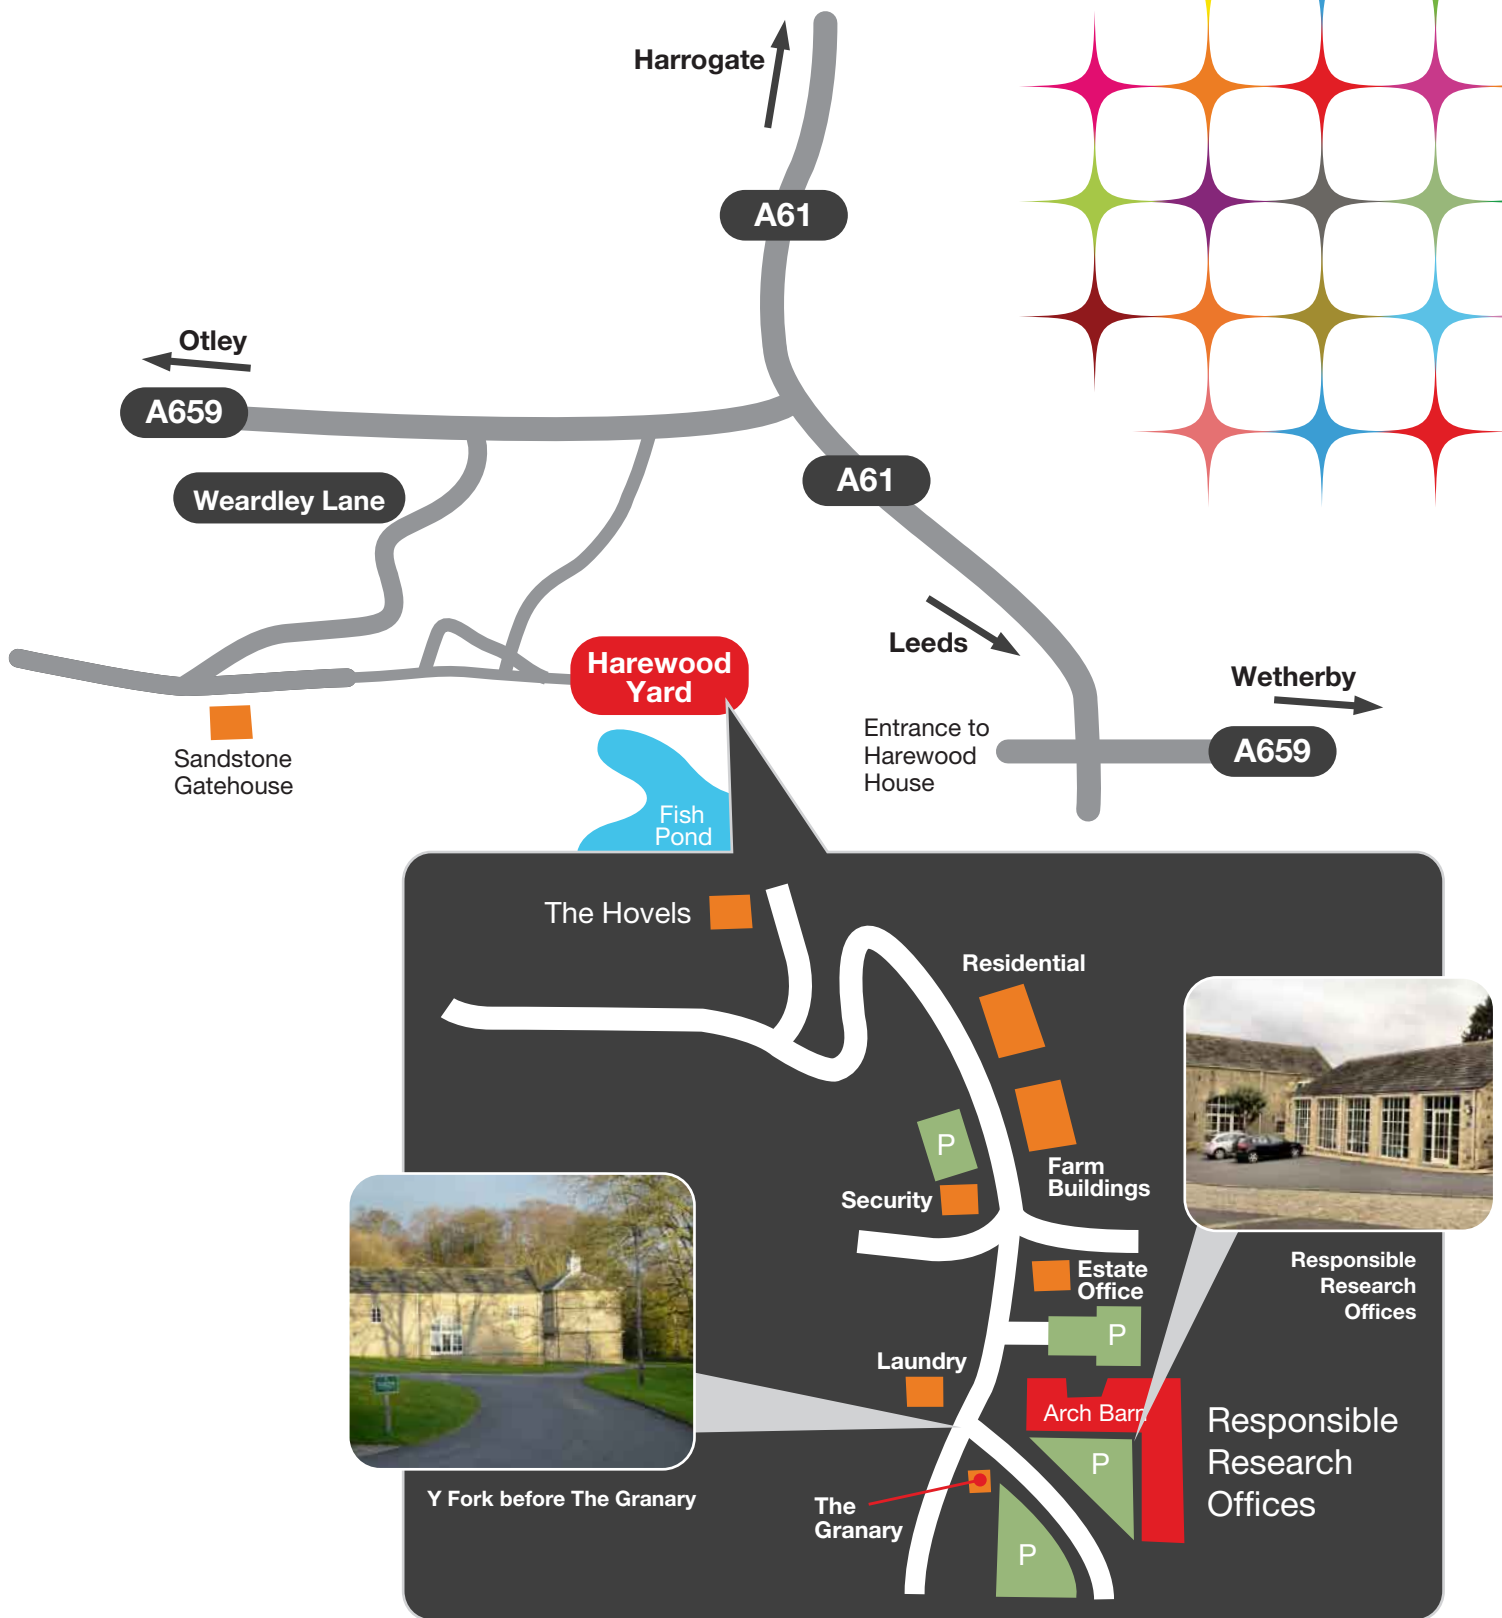 Harrogate
A61
Otley
A659
Weardley Lane
A61
Leeds
Harewood
Yard
Wetherby
Entrance to
Harewood
House
A659
Sandstone
Gatehouse
Fish
Pond
The Hovels
Residential
P
Farm
Buildings
Security
Estate
Office
Responsible
Research
Offices
P
Laundry
Arch Barn
Responsible
Research
Offices
P
Y Fork before The Granary
The
Granary
P